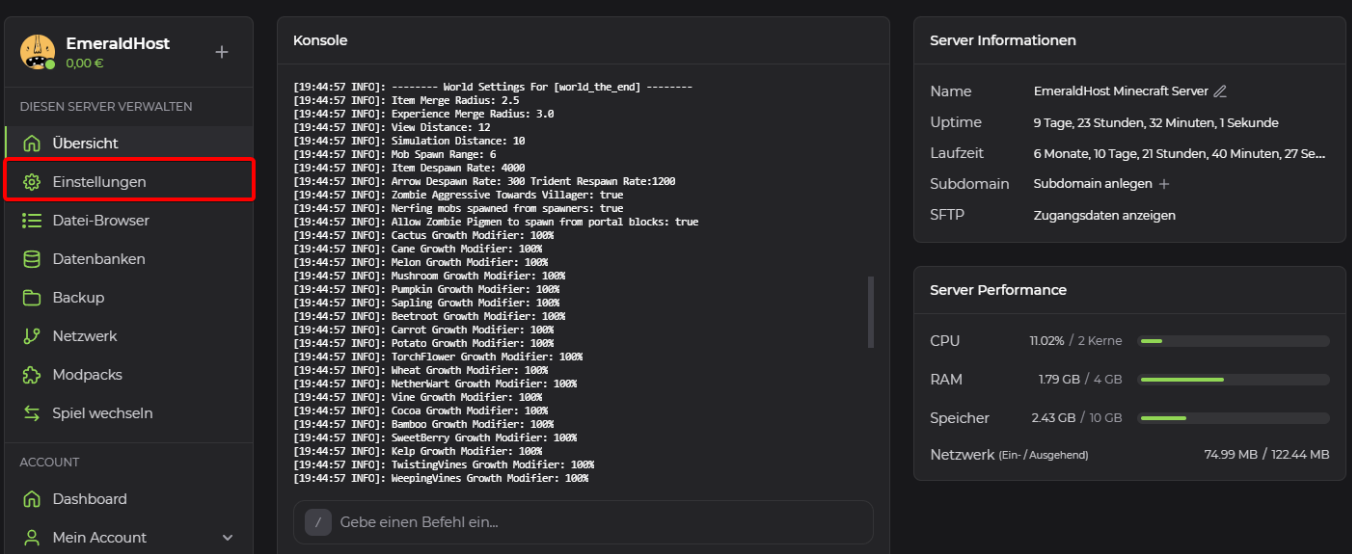 EmeraldHost
0,00 €
DIESEN SERVER VERWALTEN
Übersicht
Einstellungen
Datei-Browser
Datenbanken
Backup
Netzwerk
Modpacks
Spiel wechseln
ACCOUNT
Dashboard
Mein Account
Konsole
[19:44:57 INFO]: -------- World Settings For [world_the_end] --------
[19:44:57 INFO]: Item Merge Radius: 2.5
[19:44:57 INFO]: Experience Merge Radius: 3.0
[19:44:57 INFO]: View Distance: 12
[19:44:57 INFO]: Simulation Distance: 10
[19:44:57 INFO]: Mob Spawn Range: 6
[19:44:57 INFO]: Item Despawn Rate: 4000
[19:44:57 INFO]: Arrow Despawn Rate: 300 Trident Respawn Rate:1200
[19:44:57 INFO]: Zombie Aggressive Towards Villager: true
[19:44:57 INFO]: Nerfing mobs spawned from spawners: true
[19:44:57 INFO]: Allow Zombie Pigmen to spawn from portal blocks: true
[19:44:57 INFO]: Cactus Growth Modifier: 100%
[19:44:57 INFO]: Cane Growth Modifier: 100%
[19:44:57 INFO]: Melon Growth Modifier: 100%
[19:44:57 INFO]: Mushroom Growth Modifier: 100%
[19:44:57 INFO]: Pumpkin Growth Modifier: 100%
[19:44:57 INFO]: Sapling Growth Modifier: 100%
[19:44:57 INFO]: Beetroot Growth Modifier: 100%
[19:44:57 INFO]: Carrot Growth Modifier: 100%
[19:44:57 INFO]: Potato Growth Modifier: 100%
[19:44:57 INFO]: TorchFlower Growth Modifier: 100%
[19:44:57 INFO]: Wheat Growth Modifier: 100%
[19:44:57 INFO]: NetherWart Growth Modifier: 100%
[19:44:57 INFO]: Vine Growth Modifier: 100%
[19:44:57 INFO]: Cocoa Growth Modifier: 100%
[19:44:57 INFO]: Bamboo Growth Modifier: 100%
[19:44:57 INFO]: SweetBerry Growth Modifier: 100%
[19:44:57 INFO]: Kelp Growth Modifier: 100%
[19:44:57 INFO]: TwistingVines Growth Modifier: 100%
[19:44:57 INFO]: WeepingVines Growth Modifier: 100%
/ Gebe einen Befehl ein...
Server Informationen
Name EmeraldHost Minecraft Server
Uptime 9 Tage, 23 Stunden, 32 Minuten, 1 Sekunde
Laufzeit 6 Monate, 10 Tage, 21 Stunden, 40 Minuten, 27 Se...
Subdomain Subdomain anlegen +
SFTP Zugangsdaten anzeigen
Server Performance
CPU 11.02% / 2 Kerne
RAM 1.79 GB / 4 GB
Speicher 2.43 GB / 10 GB
Netzwerk (Ein- / Ausgehend) 74.99 MB / 122.44 MB